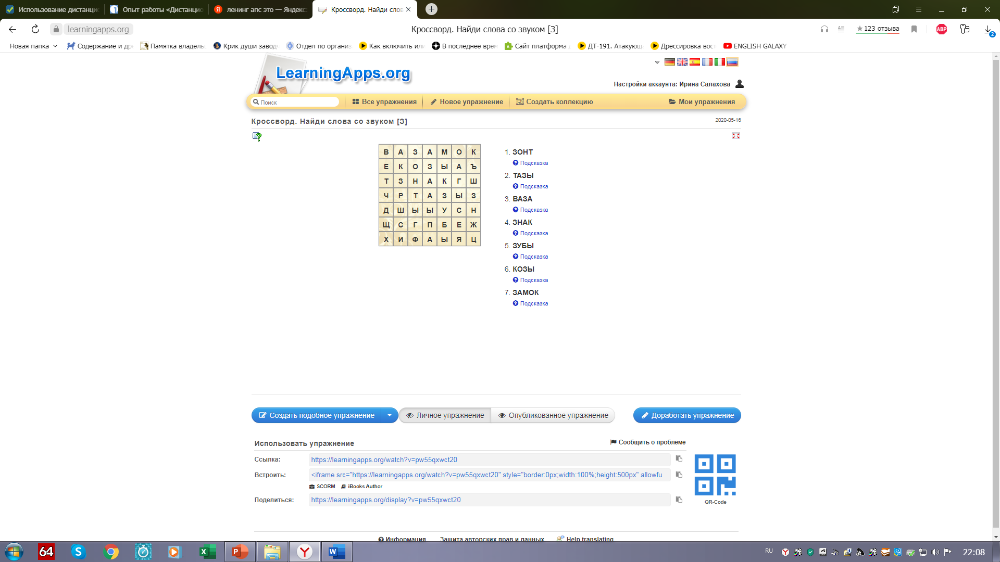 Использование дистанци
Опыт работы «Дистанцио
ленинг апс это — Яндекс:
Кроссворд. Найди слов
learningapps.org
Кроссворд. Найди слова со звуком [З]
123 отзыва
ABP
2
Новая папка
Содержание и дре
Памятка владель
Крик души завод
Отдел по организ
Как включить или
В последнее врем
Сайт платформа д
ДТ-191. Атакующ
Дрессировка вост
ENGLISH GALAXY
LearningApps.org
Настройки аккаунта: Ирина Салахова
Поиск
Все упражнения
Новое упражнение
Создать коллекцию
Мои упражнения
Кроссворд. Найди слова со звуком [З]
2020-05-16
В А З А М О К
Е К О З Ы А Ъ
Т З Н А К Г Ш
Ч Р Т А З Ы З
Д Ш Ы Ы У С Н
Щ С Г П Б Е Ж
Х И Ф А Ы Я Ц
1. ЗОНТ
Подсказка
2. ТАЗЫ
Подсказка
3. ВАЗА
Подсказка
4. ЗНАК
Подсказка
5. ЗУБЫ
Подсказка
6. КОЗЫ
Подсказка
7. ЗАМОК
Подсказка
Создать подобное упражнение
Личное упражнение
Опубликованное упражнение
Доработать упражнение
Использовать упражнение
Сообщить о проблеме
Ссылка:
https://learningapps.org/watch?v=pw55qxwct20
Встроить:
<iframe src="https://learningapps.org/watch?v=pw55qxwct20" style="border:0px;width:100%;height:500px" allowfu
SCORM
iBooks Author
Поделиться:
https://learningapps.org/display?v=pw55qxwct20
QR-Code
Информация
Защита авторских прав и данных
Help translating
64
RU
22:08